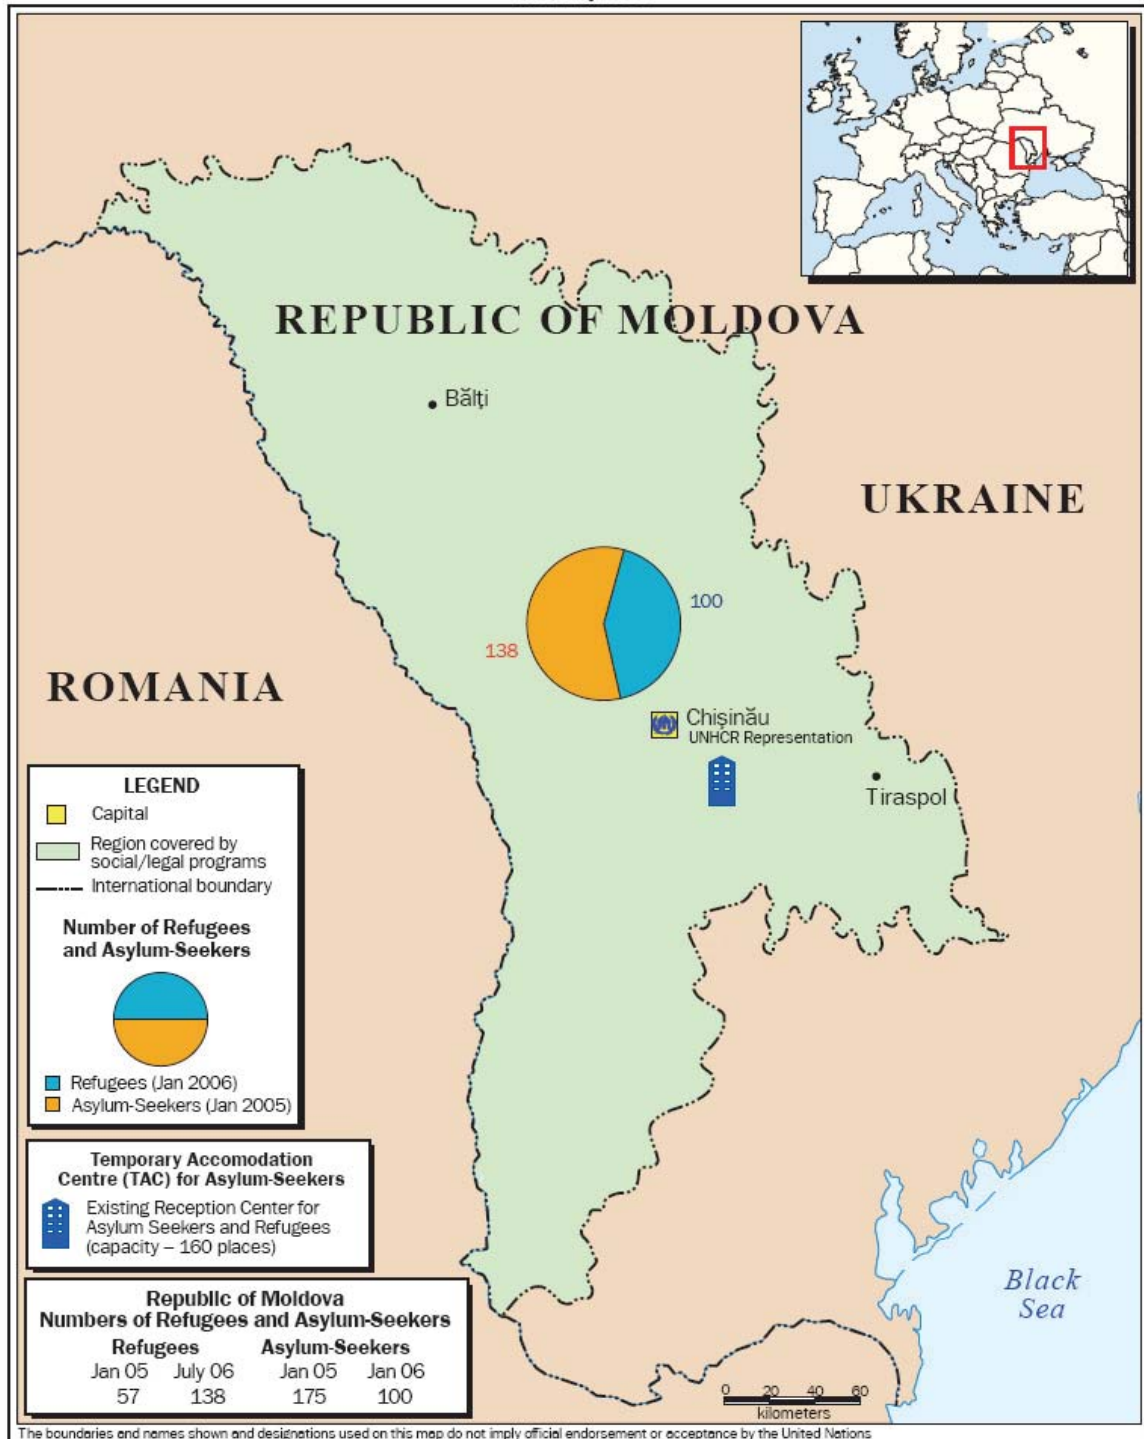 REPUBLIC OF MOLDOVA
Bălţi
UKRAINE
100
138
ROMANIA
Chişinău
UNHCR Representation
Tiraspol
LEGEND
Capital
Region covered by
social/legal programs
International boundary
Number of Refugees
and Asylum-Seekers
Refugees (Jan 2006)
Asylum-Seekers (Jan 2005)
Temporary Accomodation
Centre (TAC) for Asylum-Seekers
Existing Reception Center for
Asylum Seekers and Refugees
(capacity – 160 places)
Black
Sea
Republic of Moldova
Numbers of Refugees and Asylum-Seekers
Refugees Asylum-Seekers
Jan 05 July 06 Jan 05 Jan 06
57 138 175 100
0 20 40 60
kilometers
The boundaries and names shown and designations used on this map do not imply official endorsement or acceptance by the United Nations